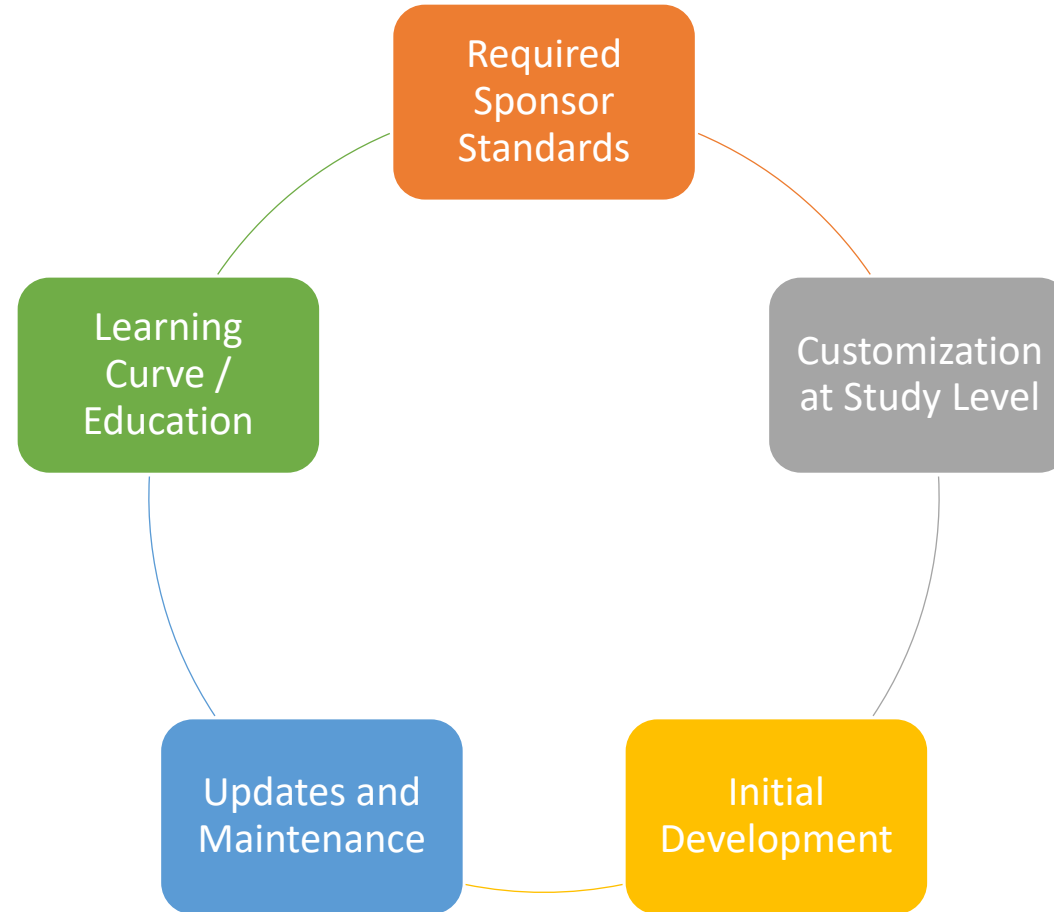 Required
Sponsor
Standards
Customization
at Study Level
Initial
Development
Updates and
Maintenance
Learning
Curve /
Education